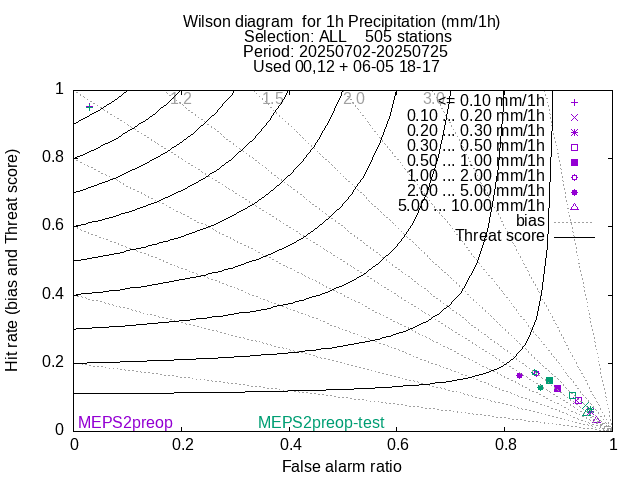 Wilson diagram  for 1h Precipitation (mm/1h)
Selection: ALL    505 stations
Period: 20250702-20250725
Used 00,12 + 06-05 18-17
1
0.8
0.6
0.4
0.2
0
Hit rate (bias and Threat score)
1.2
1.5
2.0
3.0
<= 0.10 mm/1h
0.10 ... 0.20 mm/1h
0.20 ... 0.30 mm/1h
0.30 ... 0.50 mm/1h
0.50 ... 1.00 mm/1h
1.00 ... 2.00 mm/1h
2.00 ... 5.00 mm/1h
5.00 ... 10.00 mm/1h
bias
Threat score
MEPS2preop
MEPS2preop-test
0
0.2
0.4
0.6
0.8
1
False alarm ratio